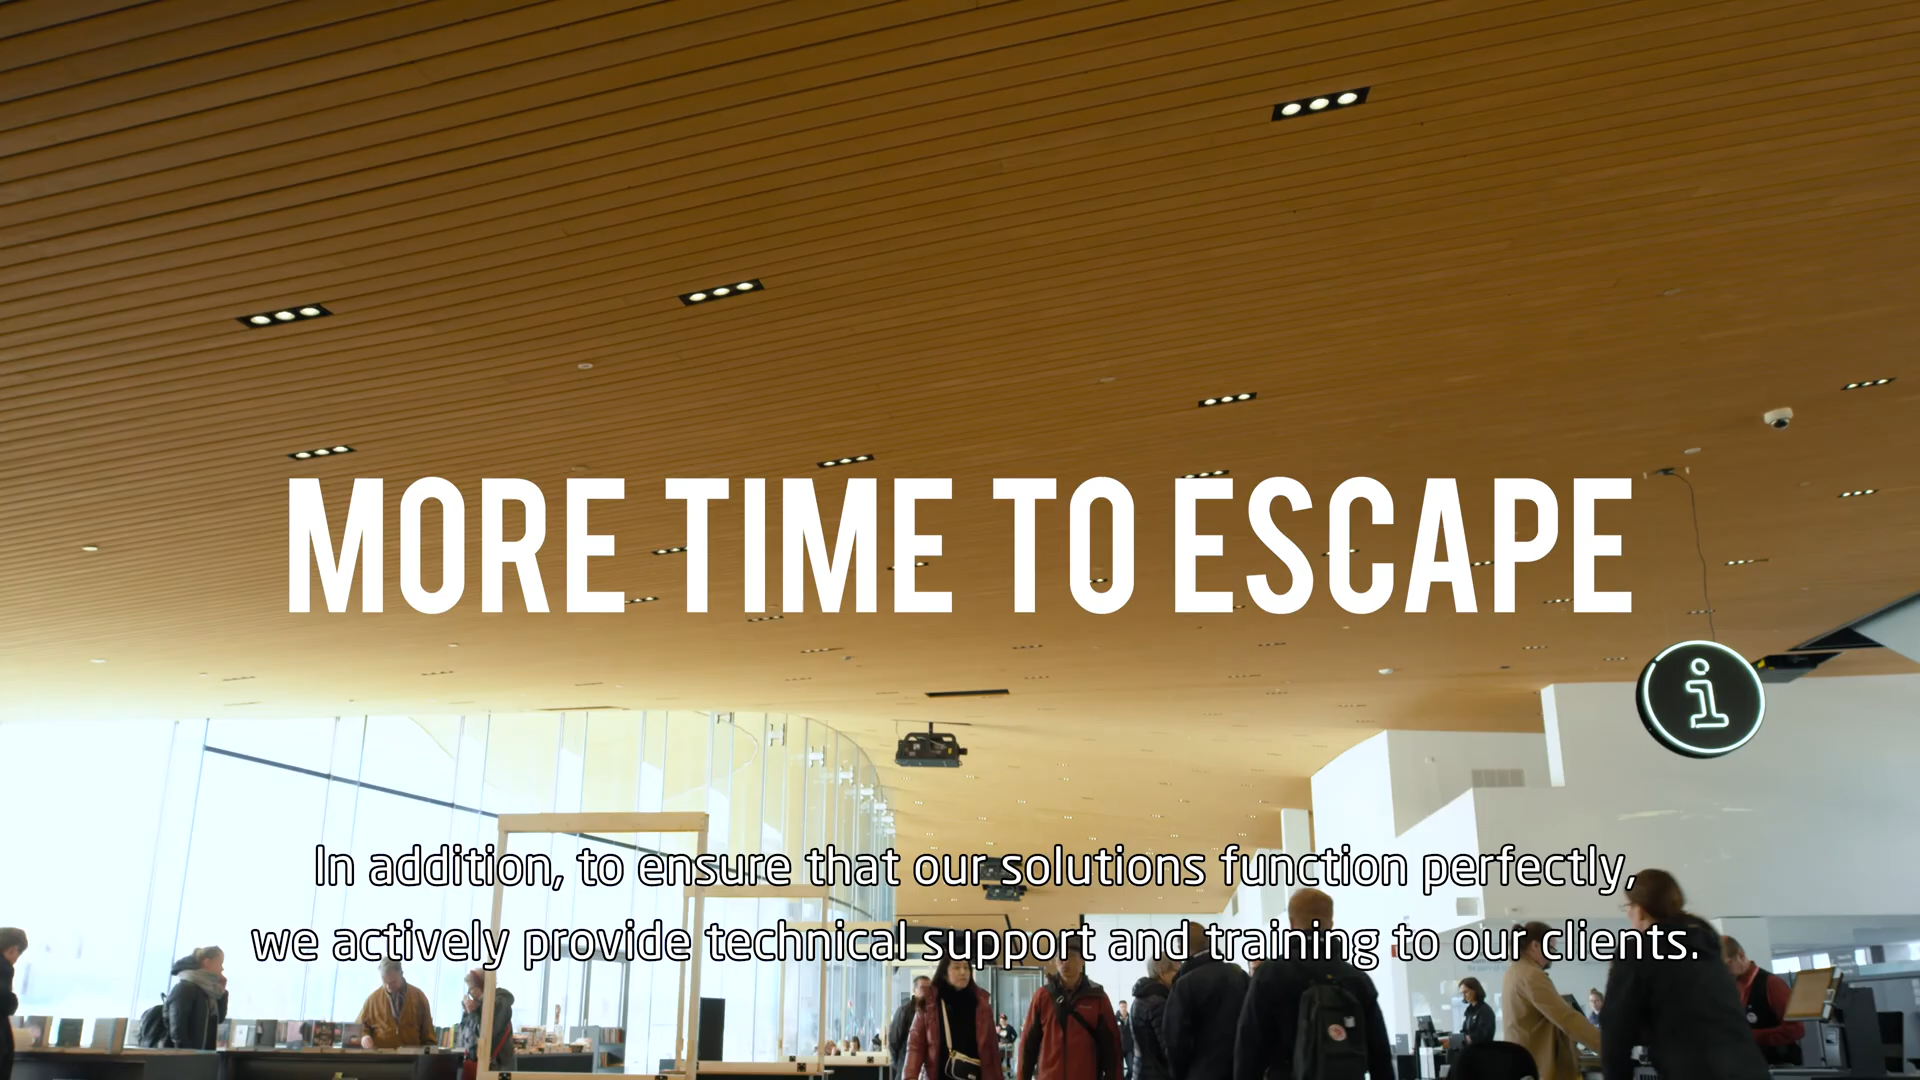 MORE TIME TO ESCAPE
i
In addition, to ensure that our solutions function perfectly,
we actively provide technical support and training to our clients.